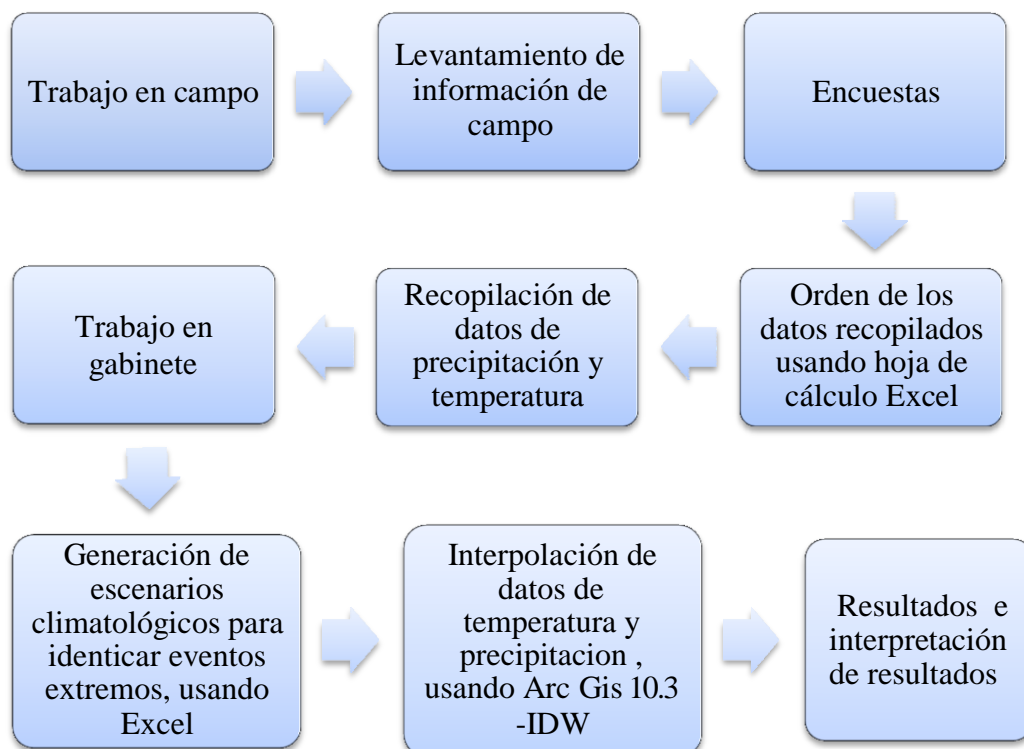 Trabajo en campo
Levantamiento de
información de
campo
Encuestas
Orden de los
datos recopilados
usando hoja de
cálculo Excel
Recopilación de
datos de
precipitación y
temperatura
Trabajo en
gabinete
Generación de
escenarios
climatológicos para
identicar eventos
extremos, usando
Excel
Interpolación de
datos de
temperatura y
precipitacion ,
usando Arc Gis 10.3
-IDW
Resultados e
interpretación
de resultados